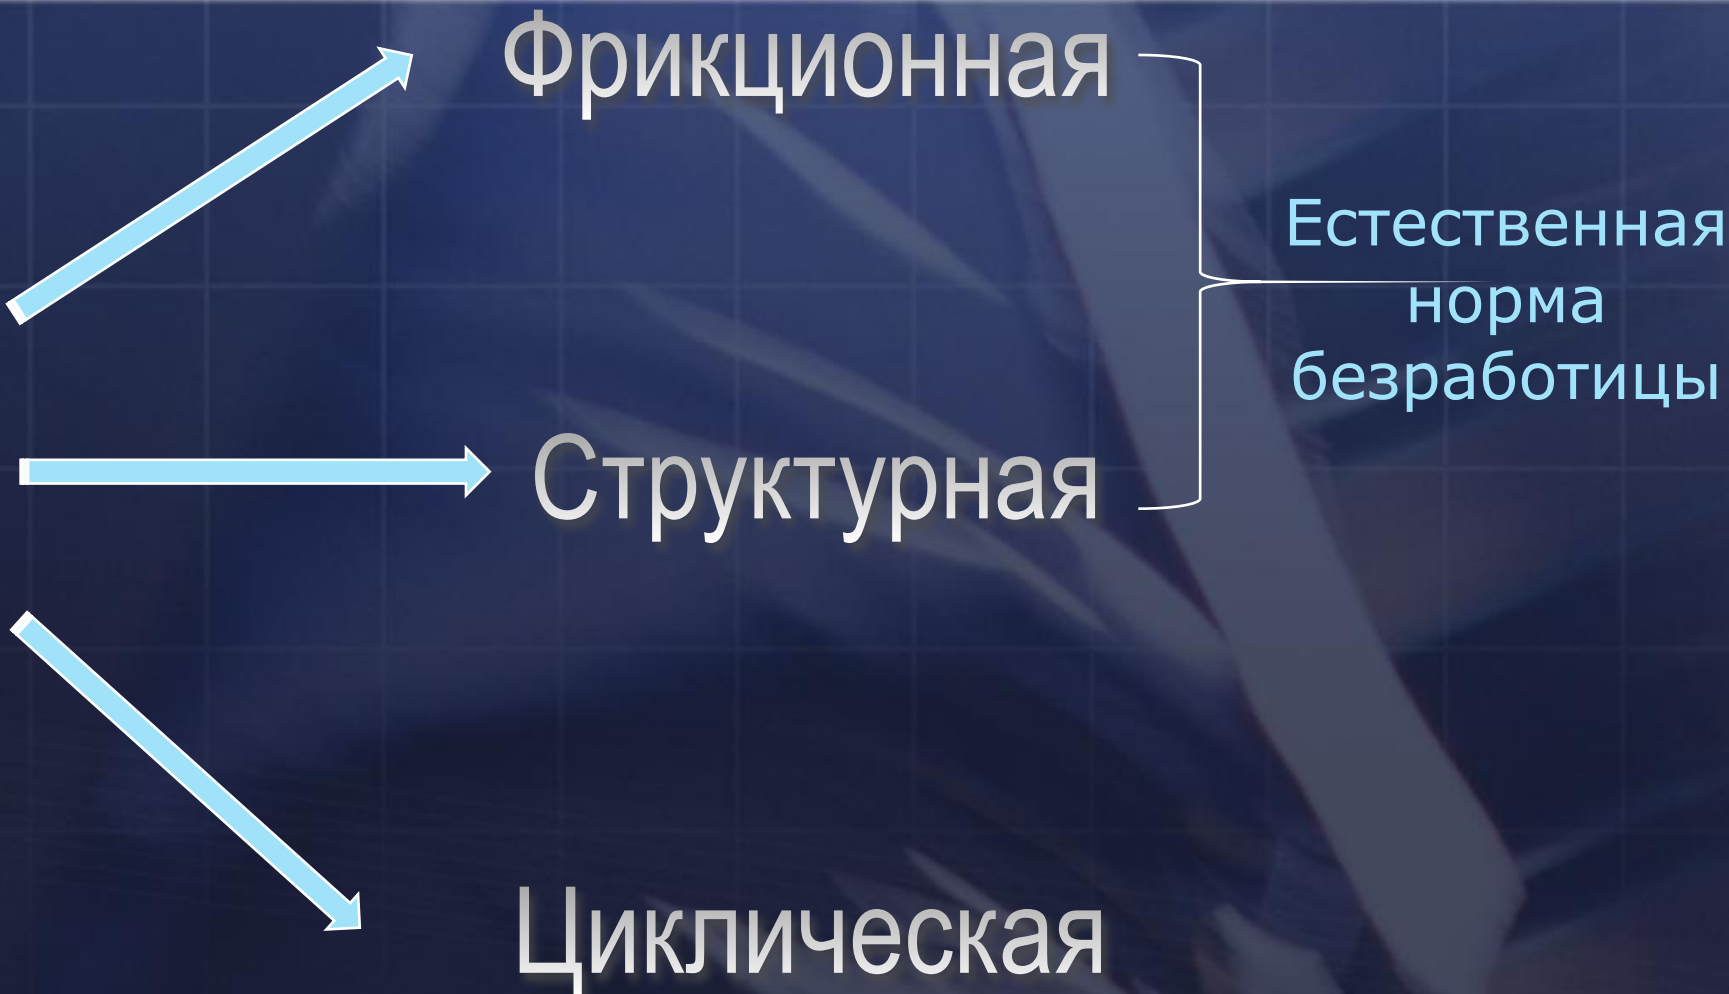 Фрикционная
Естественная
норма
безработицы
Структурная
Циклическая